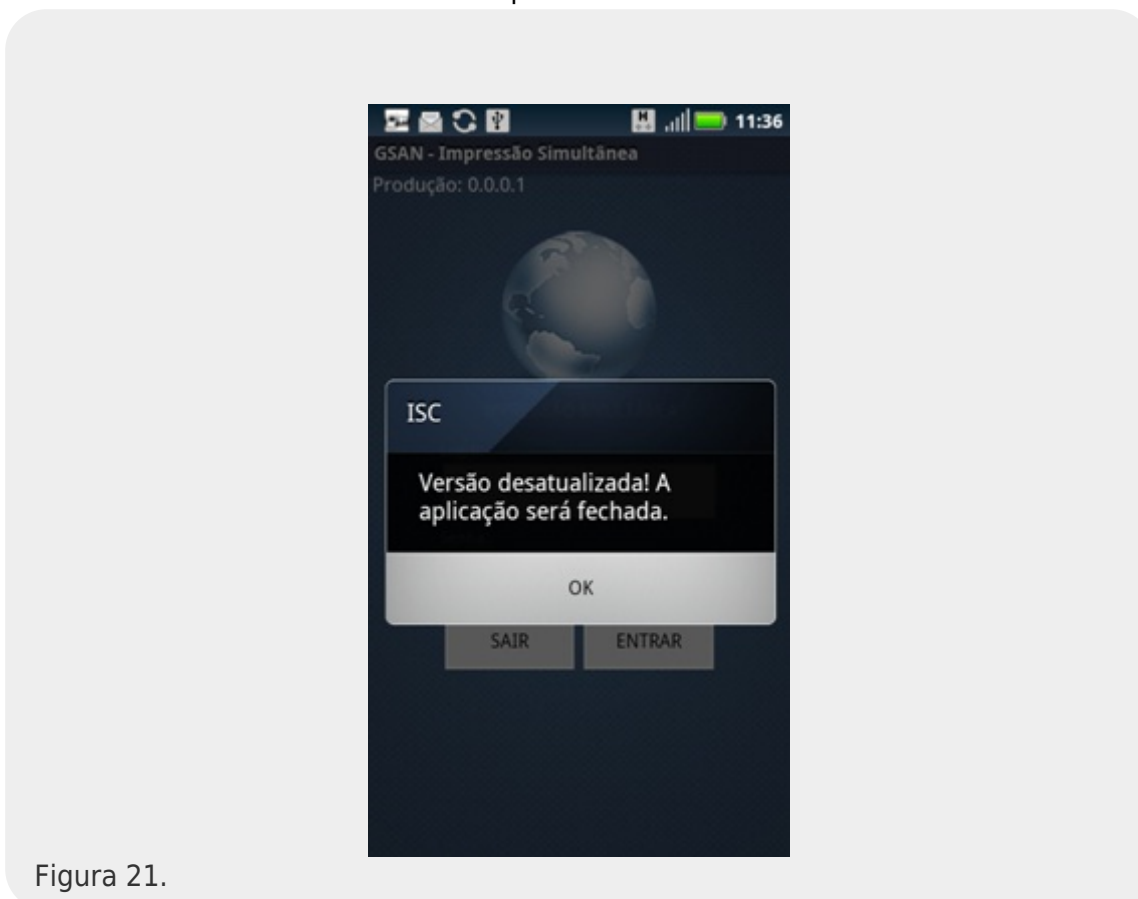 11:36
GSAN - Impressão Simultânea
Produção: 0.0.0.1
ISC
Versão desatualizada! A
aplicação será fechada.
OK
SAIR ENTRAR
Figura 21.